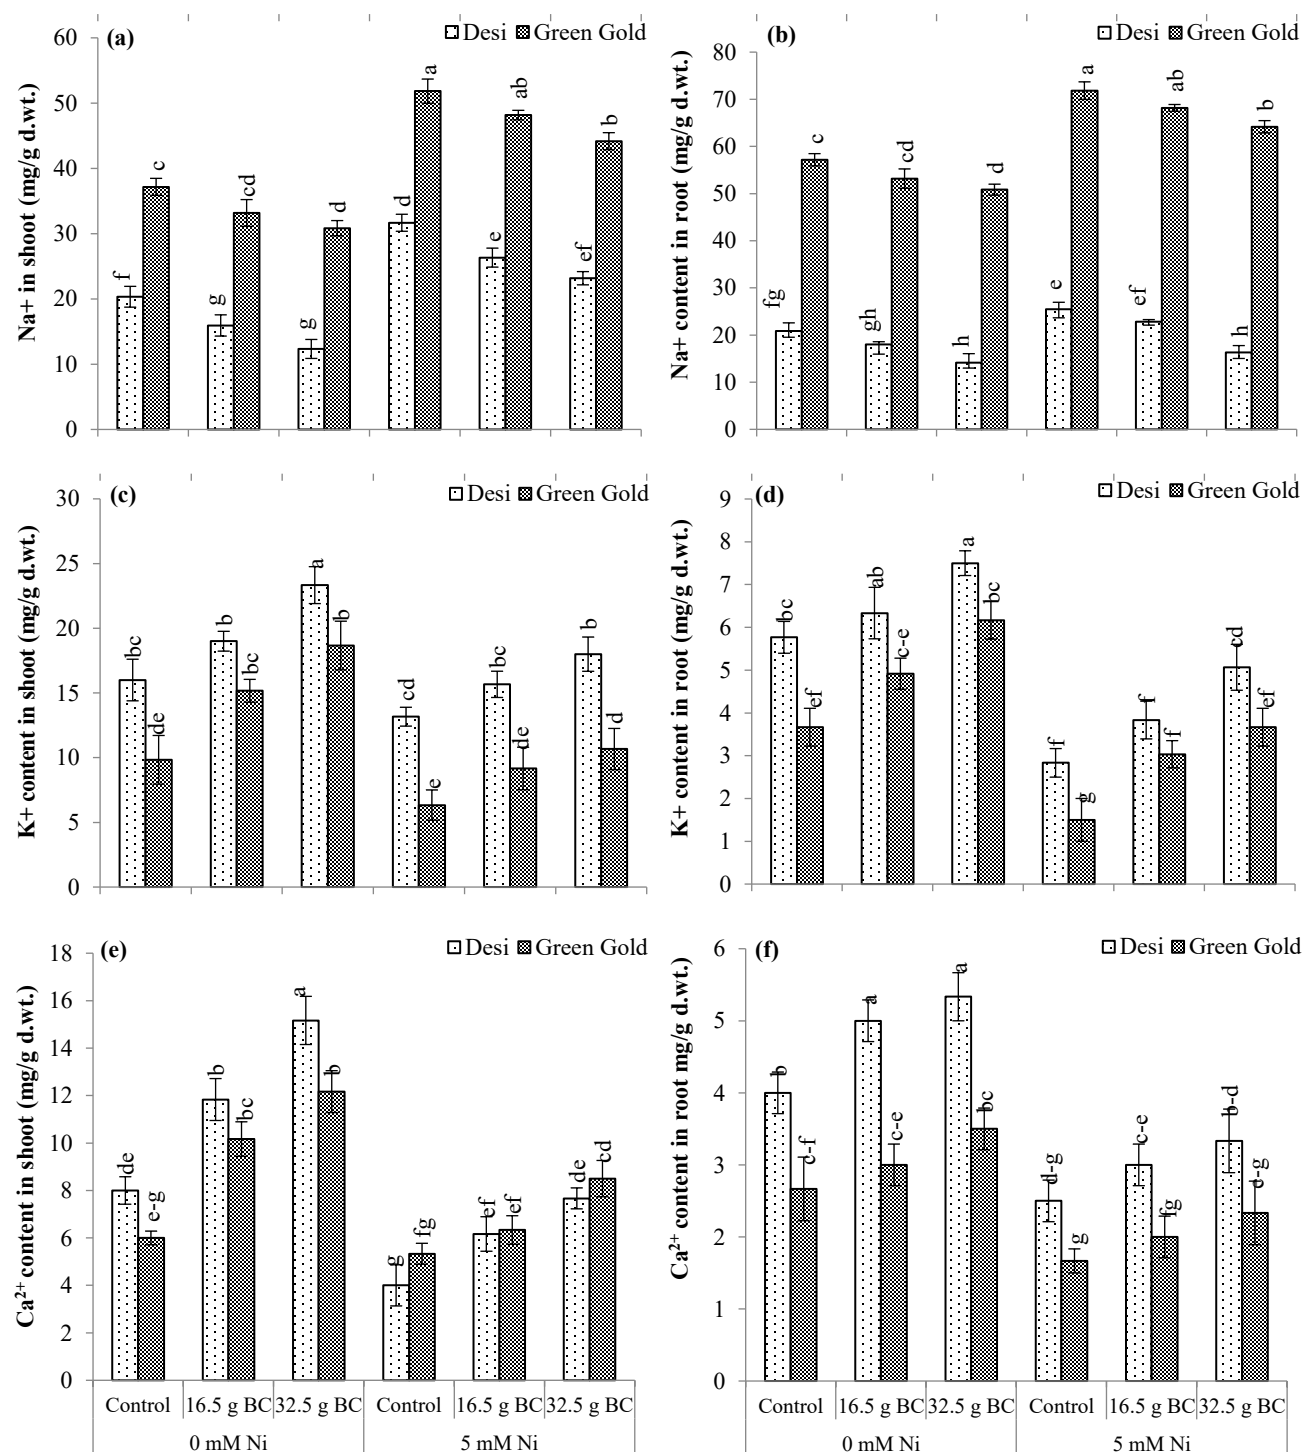 (a)
Desi Green Gold
Na+ in shoot (mg/g d.wt.)
60
50
40
30
20
10
0
f
c
g
cd
g
d
d
a
e
ab
ef
b
(b)
Desi Green Gold
Na+ content in root (mg/g d.wt.)
80
70
60
50
40
30
20
10
0
fg
c
gh
cd
h
d
e
a
ef
ab
h
b
(c)
Desi Green Gold
K+ content in shoot (mg/g d.wt.)
30
25
20
15
10
5
0
bc
de
b
bc
a
b
cd
e
bc
de
b
d
(d)
Desi Green Gold
K+ content in root (mg/g d.wt.)
9
8
7
6
5
4
3
2
1
0
bc
ef
ab
c-e
a
bc
f
g
f
f
cd
ef
(e)
Desi Green Gold
Ca²⁺ content in shoot (mg/g d.wt.)
18
16
14
12
10
8
6
4
2
0
de
e-g
b
bc
a
b
g
fg
ef
ef
de
cd
Control 16.5 g BC 32.5 g BC Control 16.5 g BC 32.5 g BC
0 mM Ni 5 mM Ni
(f)
Desi Green Gold
Ca²⁺ content in root mg/g d.wt.)
6
5
4
3
2
1
0
b
c-f
a
c-e
a
bc
d-g
g
c-e
fg
b-d
e-g
Control 16.5 g BC 32.5 g BC Control 16.5 g BC 32.5 g BC
0 mM Ni 5 mM Ni